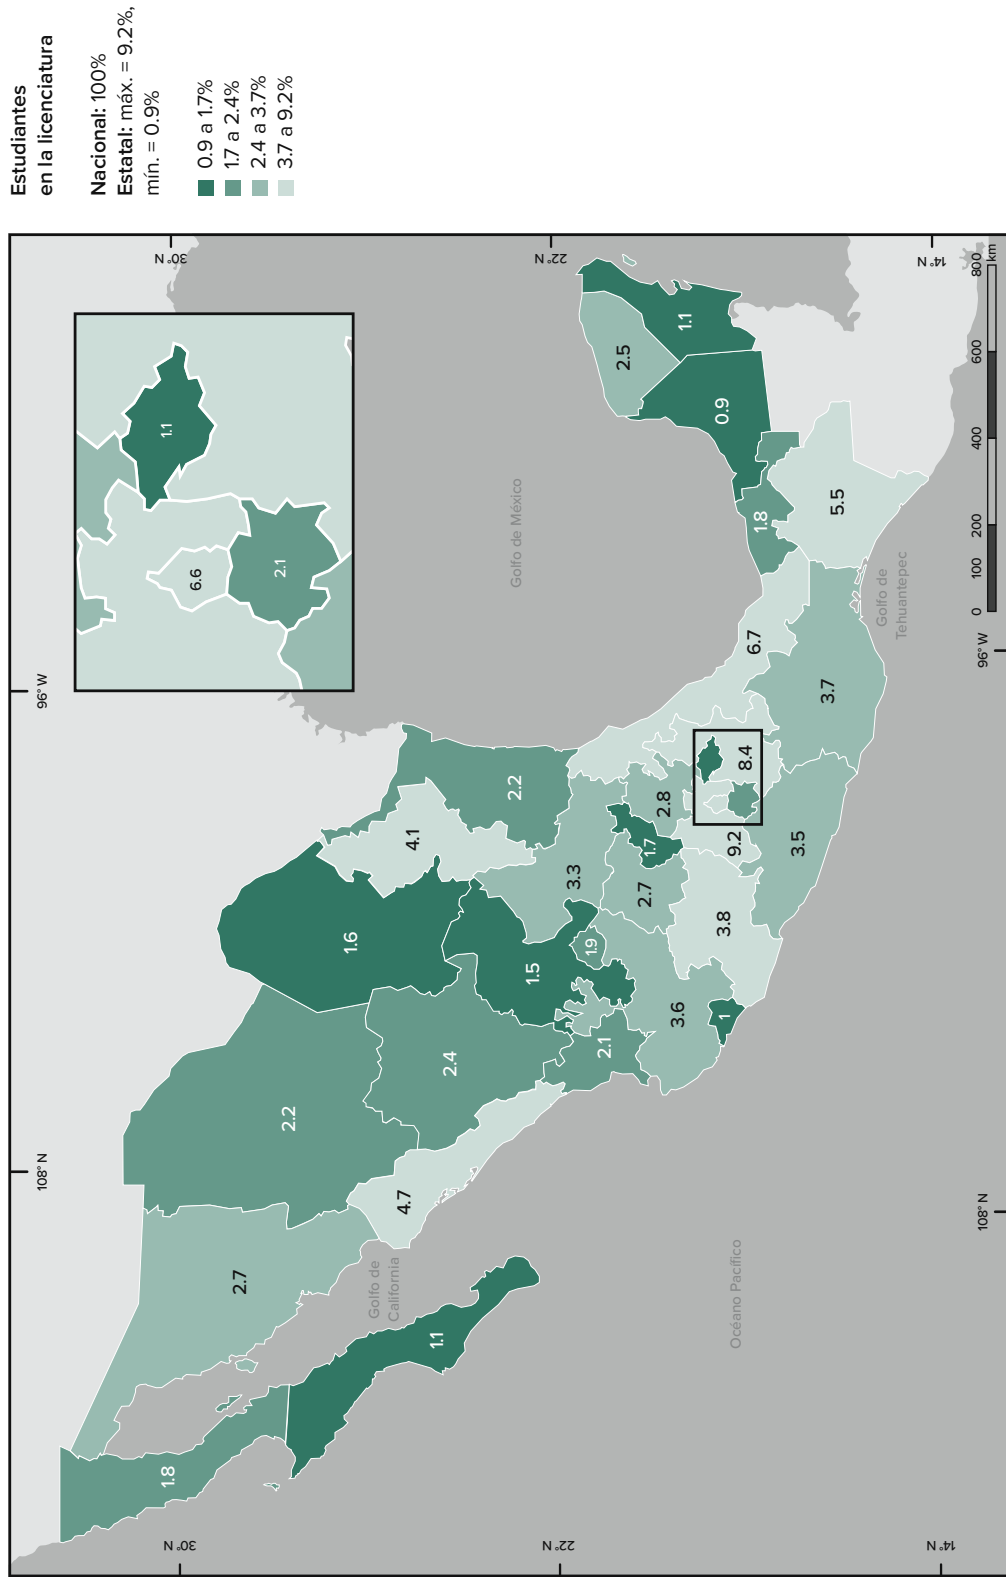 Estudiantes
en la licenciatura
Nacional: 100%
Estatal: máx. = 9.2%,
mín. = 0.9%
0.9 a 1.7%
1.7 a 2.4%
2.4 a 3.7%
3.7 a 9.2%
108° N
96° W
30° N
30° N
22° N
22° N
14° N
14° N
108° N
96° W
1.8
1.1
2.7
2.2
4.7
2.4
1.6
4.1
2.2
1.5
2.1
1.9
3.3
3.6
2.7
1.7
2.8
1
3.8
9.2
8.4
6.7
3.5
3.7
1.8
5.5
0.9
2.5
1.1
6.6
2.1
1.1
Golfo de
California
Golfo de México
Océano Pacífico
Golfo de
Tehuantepec
0 100 200 400 600 800
km